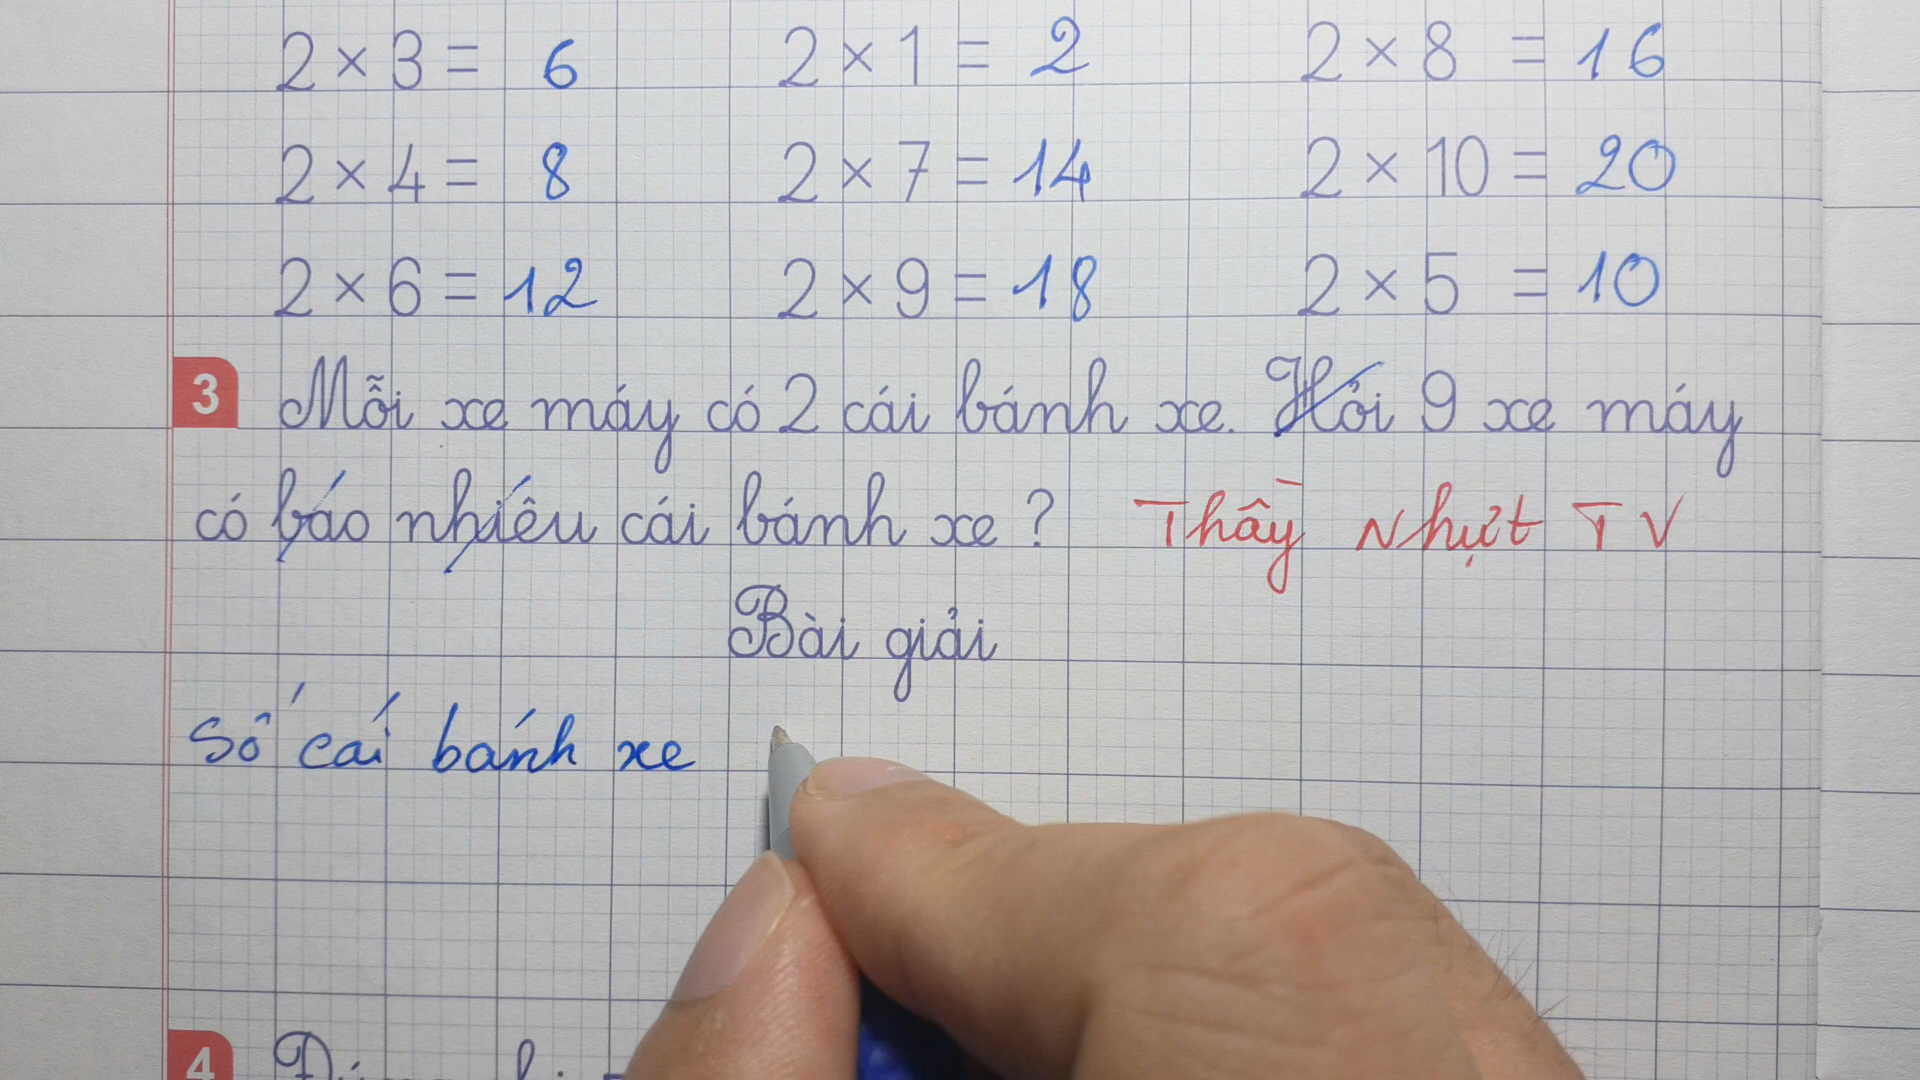 2 × 3 = 6 2 × 1 = 2 2 × 8 = 16
2 × 4 = 8 2 × 7 = 14 2 × 10 = 20
2 × 6 = 12 2 × 9 = 18 2 × 5 = 10
3 Mỗi xe máy có 2 cái bánh xe. Hỏi 9 xe máy
có bao nhiêu cái bánh xe? Thầy Nhựt TV
Bài giải
Số cái bánh xe
4